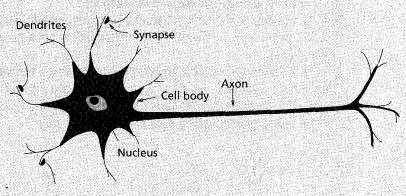 Dendrites
Synapse
Axon
Cell body
Nucleus